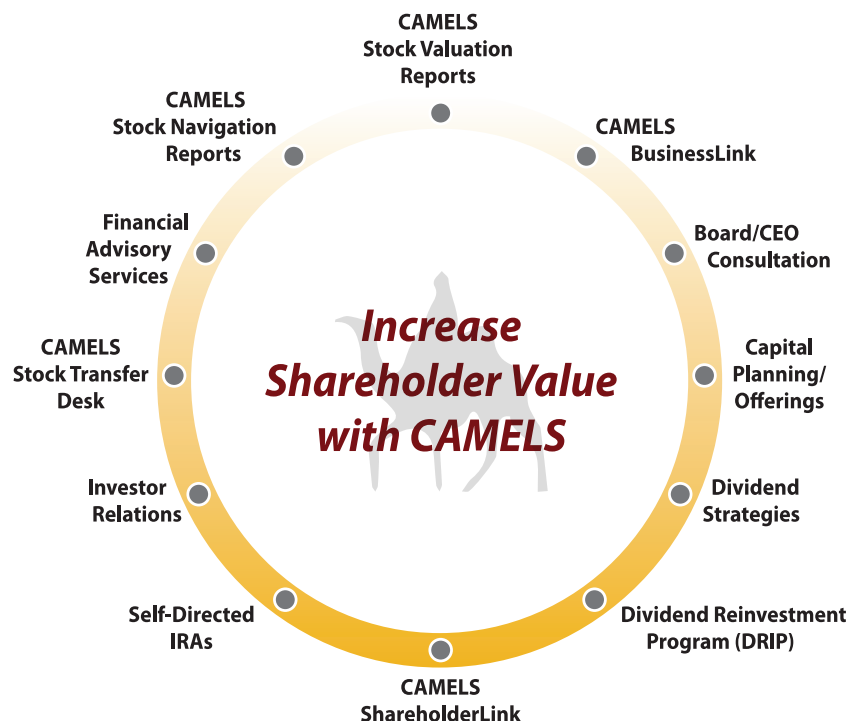 CAMELS
Stock Valuation
Reports
CAMELS
BusinessLink
Board/CEO
Consultation
Capital
Planning/
Offerings
Dividend
Strategies
Dividend Reinvestment
Program (DRIP)
CAMELS
ShareholderLink
Self-Directed
IRAs
Investor
Relations
CAMELS
Stock Transfer
Desk
Financial
Advisory
Services
CAMELS
Stock Navigation
Reports
Increase
Shareholder Value
with CAMELS